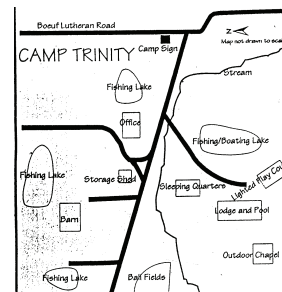 Boeuf Lutheran Road
Z
Map not drawn to scale
CAMP TRINITY
Camp Sign
Stream
Fishing Lake
Office
Fishing/Boating Lake
Fishing Lake
Storage Shed
Sleeping Quarters
Lighted Play
Barn
Lodge and Pool
Outdoor Chapel
Fishing Lake
Ball Fields